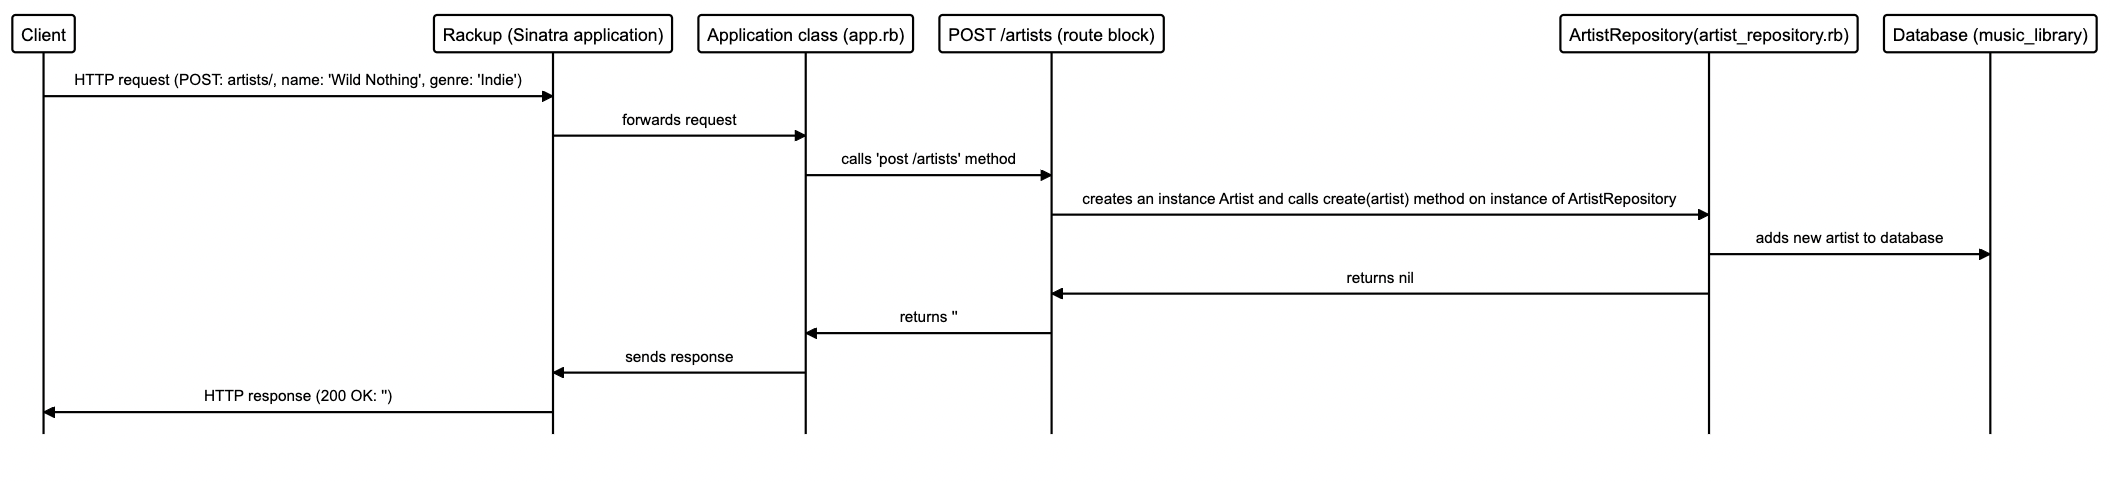 Client
Rackup (Sinatra application)
Application class (app.rb)
POST /artists (route block)
ArtistRepository(artist_repository.rb)
Database (music_library)
HTTP request (POST: artists/, name: 'Wild Nothing', genre: 'Indie')
forwards request
calls 'post /artists' method
creates an instance Artist and calls create(artist) method on instance of ArtistRepository
adds new artist to database
returns nil
returns ''
sends response
HTTP response (200 OK: '')